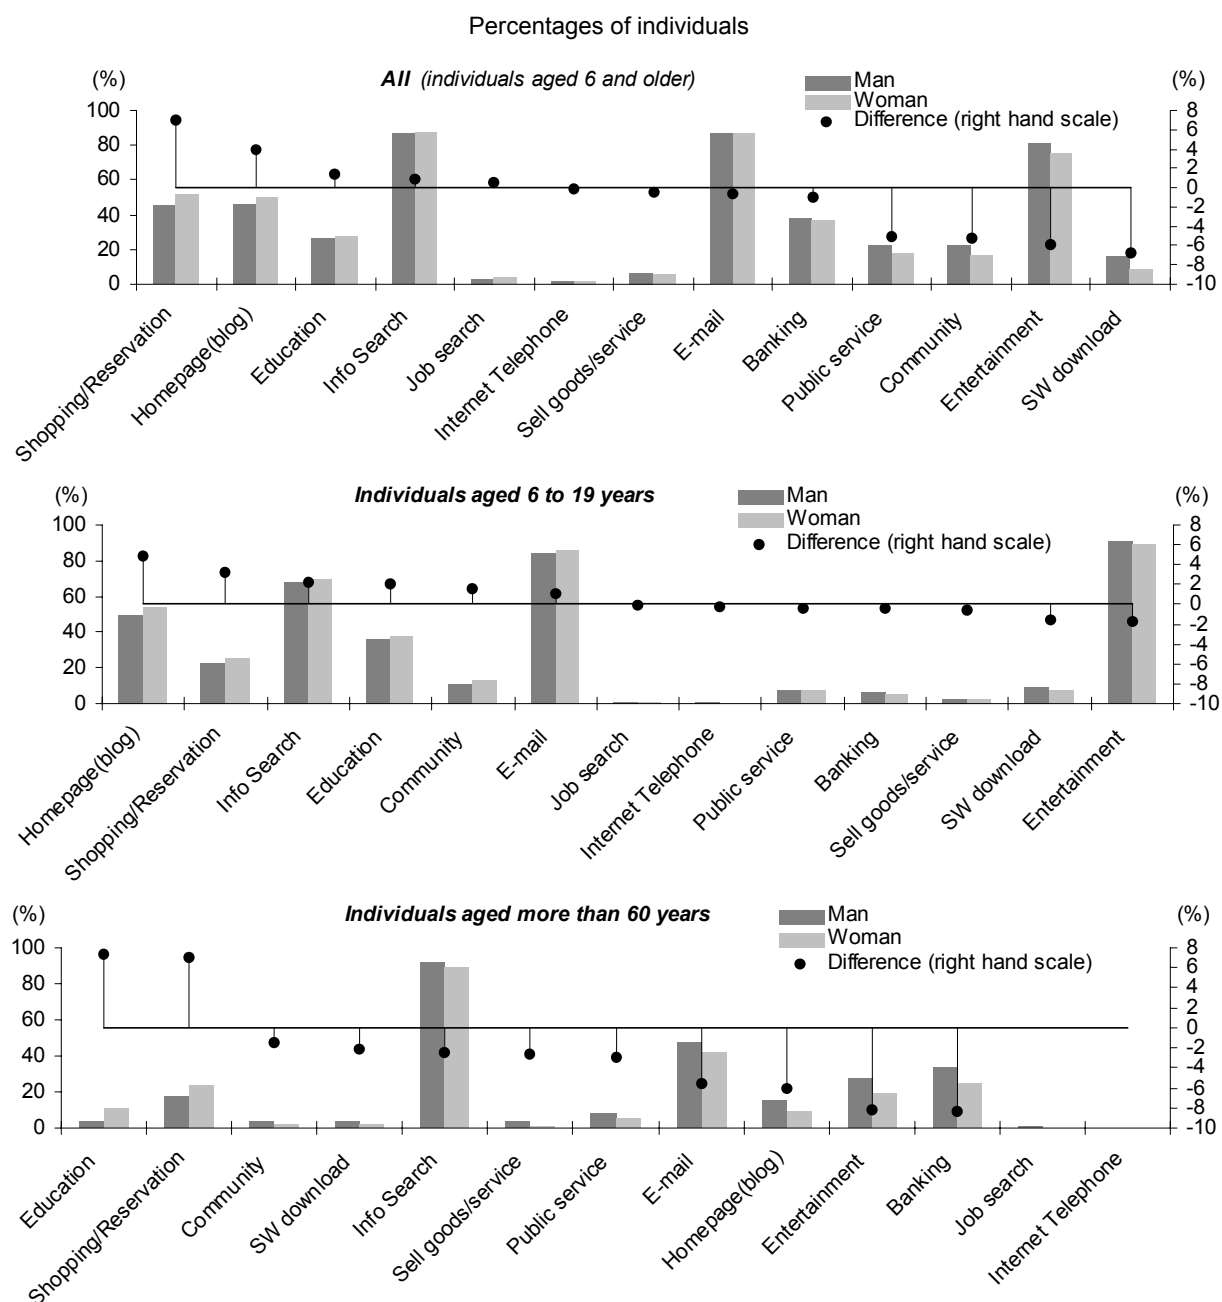 Percentages of individuals
(%)
All (individuals aged 6 and older)
Man
Woman
Difference (right hand scale)
(%)
100
80
60
40
20
0
8
6
4
2
0
-2
-4
-6
-8
-10
Shopping/Reservation
Homepage(blog)
Education
Info Search
Job search
Internet Telephone
Sell goods/service
E-mail
Banking
Public service
Community
Entertainment
SW download
(%)
Individuals aged 6 to 19 years
Man
Woman
Difference (right hand scale)
(%)
100
80
60
40
20
0
8
6
4
2
0
-2
-4
-6
-8
-10
Homepage(blog)
Shopping/Reservation
Info Search
Education
Community
E-mail
Job search
Internet Telephone
Public service
Banking
Sell goods/service
SW download
Entertainment
(%)
Individuals aged more than 60 years
Man
Woman
Difference (right hand scale)
(%)
100
80
60
40
20
0
8
6
4
2
0
-2
-4
-6
-8
-10
Education
Shopping/Reservation
Community
SW download
Info Search
Sell goods/service
Public service
E-mail
Homepage(blog)
Entertainment
Banking
Job search
Internet Telephone